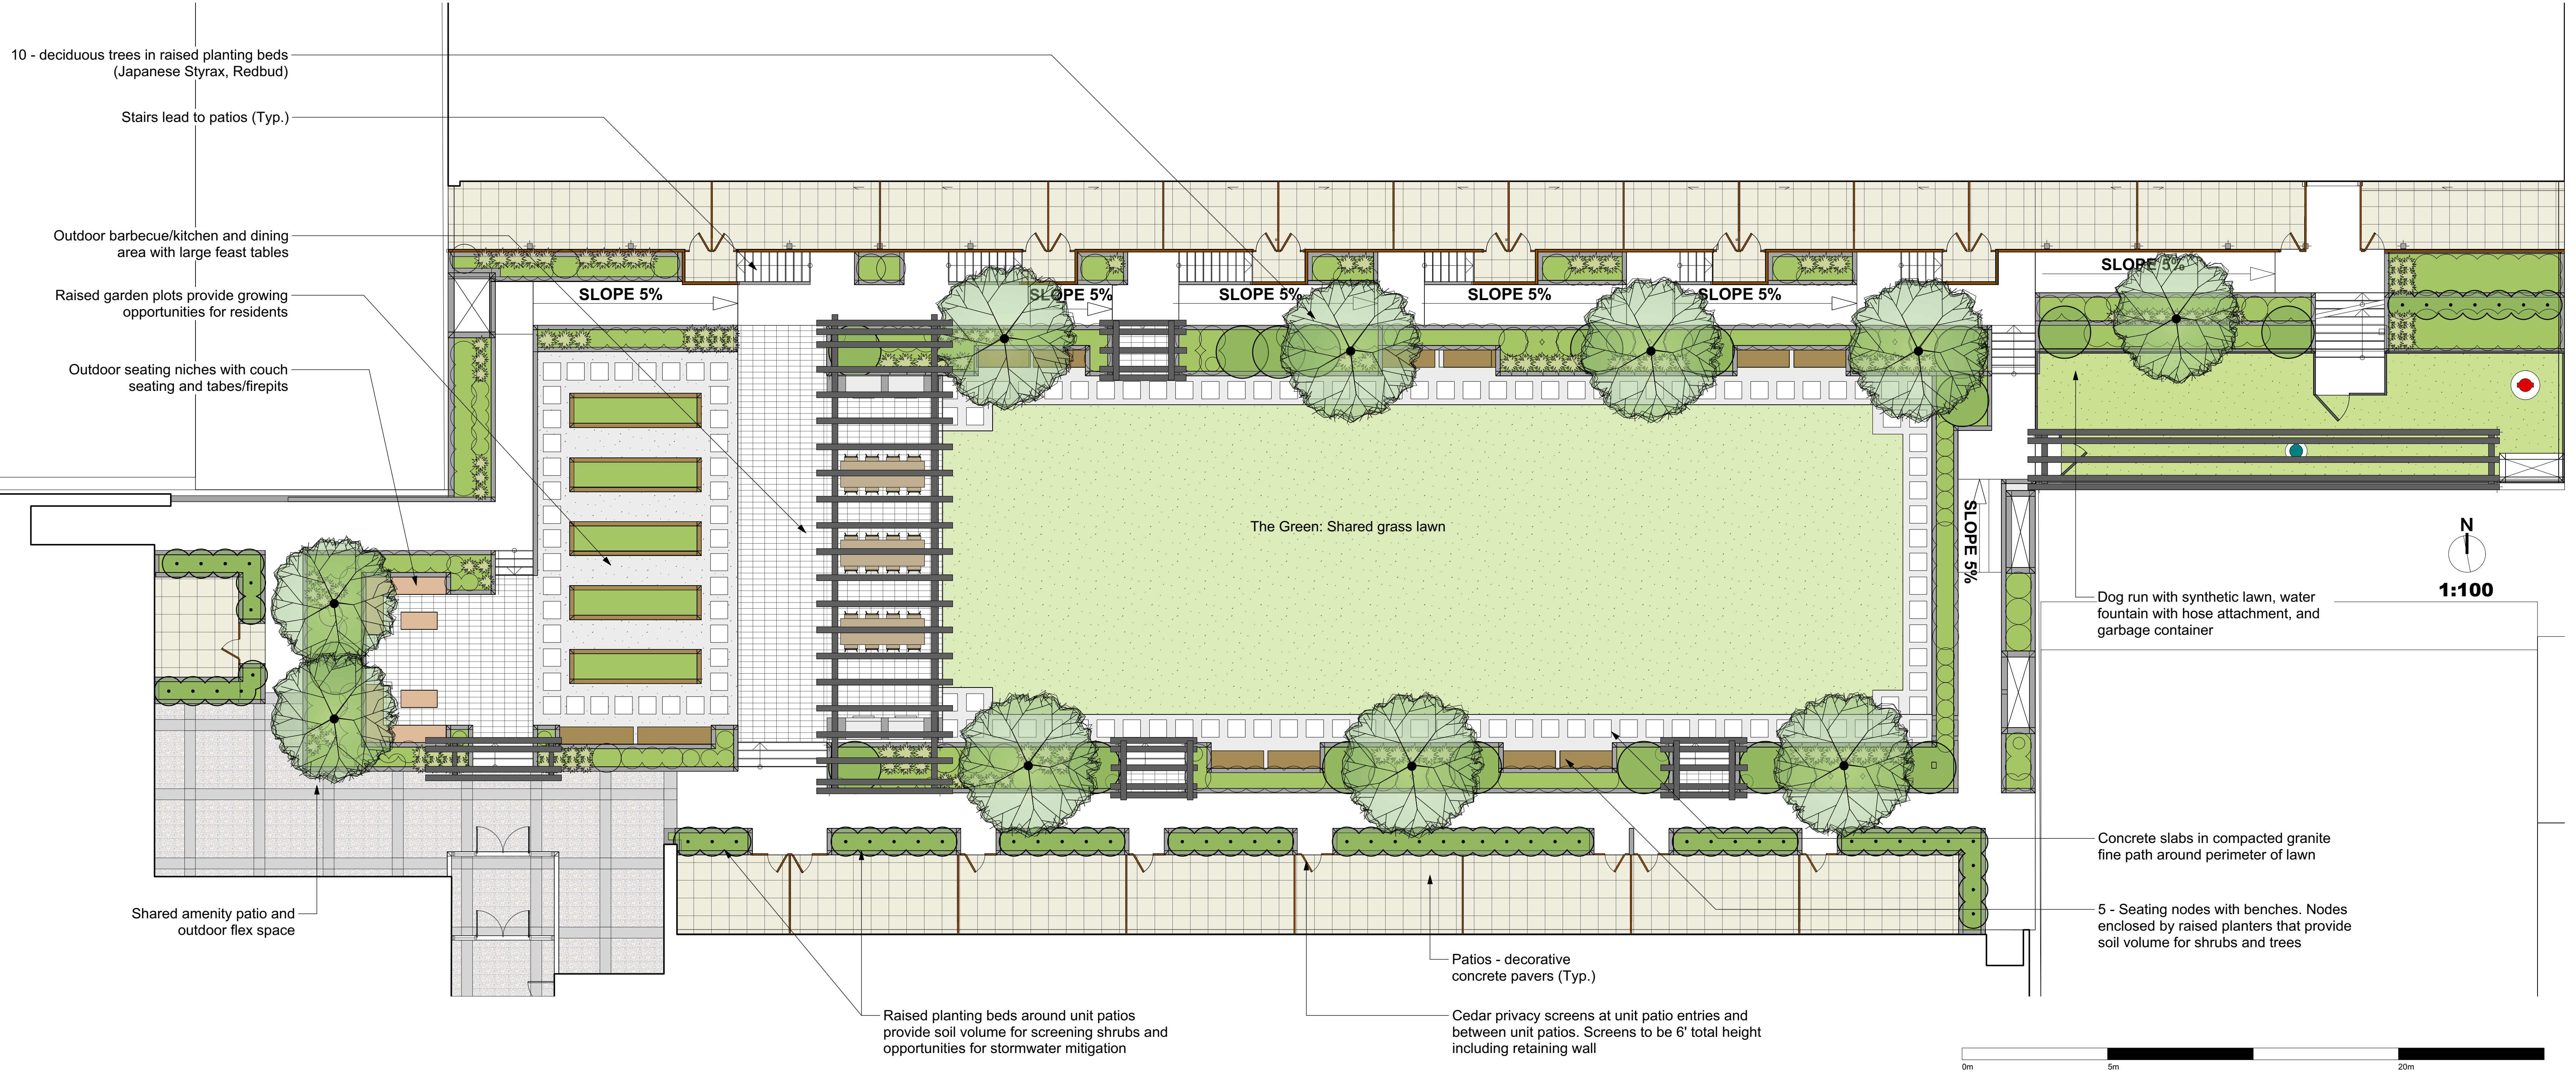 10 - deciduous trees in raised planting beds
(Japanese Styrax, Redbud)
Stairs lead to patios (Typ.)
Outdoor barbecue/kitchen and dining
area with large feast tables
Raised garden plots provide growing
opportunities for residents
Outdoor seating niches with couch
seating and tabes/firepits
SLOPE 5%
SLOPE 5%
SLOPE 5%
SLOPE 5%
SLOPE 5%
SLOPE 5%
The Green: Shared grass lawn
SLOPE 5%
N
1:100
Dog run with synthetic lawn, water
fountain with hose attachment, and
garbage container
Concrete slabs in compacted granite
fine path around perimeter of lawn
5 - Seating nodes with benches. Nodes
enclosed by raised planters that provide
soil volume for shrubs and trees
Shared amenity patio and
outdoor flex space
Patios - decorative
concrete pavers (Typ.)
Raised planting beds around unit patios
provide soil volume for screening shrubs and
opportunities for stormwater mitigation
Cedar privacy screens at unit patio entries and
between unit patios. Screens to be 6' total height
including retaining wall
0m 5m 20m